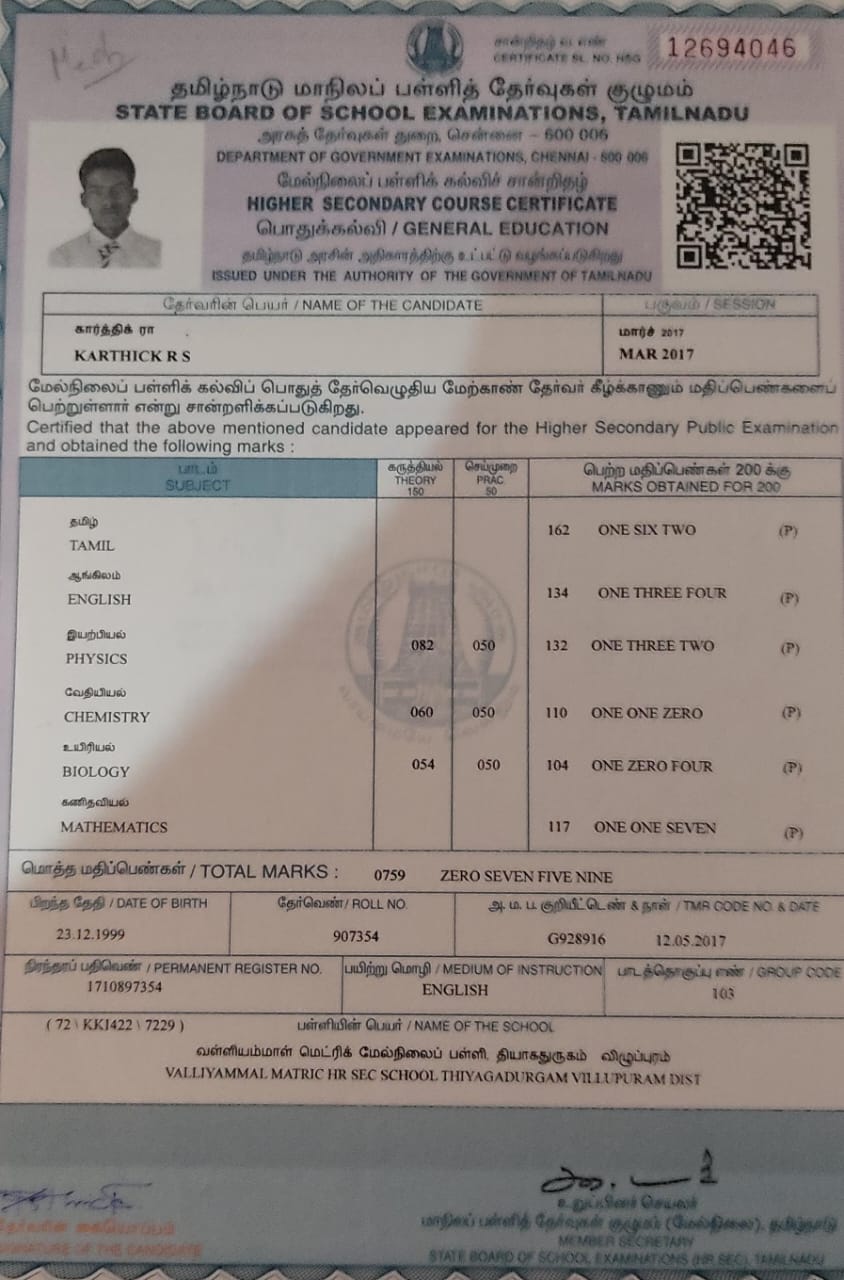 Mech
சான்றிதழ் வ. எண்
CERTIFICATE SL. NO. HSG 12694046
தமிழ்நாடு மாநிலப் பள்ளித் தேர்வுகள் குழுமம்
STATE BOARD OF SCHOOL EXAMINATIONS, TAMILNADU
அரசுத் தேர்வுகள் துறை, சென்னை - 600 006
DEPARTMENT OF GOVERNMENT EXAMINATIONS, CHENNAI - 600 006
மேல்நிலைப் பள்ளிக் கல்விச் சான்றிதழ்
HIGHER SECONDARY COURSE CERTIFICATE
பொதுக்கல்வி / GENERAL EDUCATION
தமிழ்நாடு அரசின் அதிகாரத்திற்கு உட்பட்டு வழங்கப்படுகிறது
ISSUED UNDER THE AUTHORITY OF THE GOVERNMENT OF TAMILNADU
தேர்வரின் பெயர் / NAME OF THE CANDIDATE பருவம் / SESSION
கார்த்திக் ரா மார்ச் 2017
KARTHICK R S MAR 2017
மேல்நிலைப் பள்ளிக் கல்விப் பொதுத் தேர்வெழுதிய மேற்காண் தேர்வர் கீழ்க்காணும் மதிப்பெண்களைப்
பெற்றுள்ளார் என்று சான்றளிக்கப்படுகிறது.
Certified that the above mentioned candidate appeared for the Higher Secondary Public Examination
and obtained the following marks :
பாடம் கருத்தியல் செய்முறை பெற்ற மதிப்பெண்கள் 200 க்கு
SUBJECT THEORY 150 PRAC. 50 MARKS OBTAINED FOR 200
தமிழ்
TAMIL 162 ONE SIX TWO (P)
ஆங்கிலம்
ENGLISH 134 ONE THREE FOUR (P)
இயற்பியல்
PHYSICS 082 050 132 ONE THREE TWO (P)
வேதியியல்
CHEMISTRY 060 050 110 ONE ONE ZERO (P)
உயிரியல்
BIOLOGY 054 050 104 ONE ZERO FOUR (P)
கணிதவியல்
MATHEMATICS 117 ONE ONE SEVEN (P)
மொத்த மதிப்பெண்கள் / TOTAL MARKS : 0759 ZERO SEVEN FIVE NINE
பிறந்த தேதி / DATE OF BIRTH தேர்வெண் / ROLL NO. அ. ம. ப. குறியீட்டெண் & நாள் / TMR CODE NO. & DATE
23.12.1999 907354 G928916 12.05.2017
நிரந்தரப் பதிவெண் / PERMANENT REGISTER NO. பயிற்று மொழி / MEDIUM OF INSTRUCTION பாடத்தொகுப்பு எண் / GROUP CODE
1710897354 ENGLISH 103
( 72 \ KK1422 \ 7229 ) பள்ளியின் பெயர் / NAME OF THE SCHOOL
வள்ளியம்மாள் மெட்ரிக் மேல்நிலைப் பள்ளி, தியாகதுருகம் விழுப்புரம்
VALLIYAMMAL MATRIC HR SEC SCHOOL THIYAGADURGAM VILLUPURAM DIST
தேர்வரின் கையொப்பம்
SIGNATURE OF THE CANDIDATE
உறுப்பினர் செயலர்
மாநிலப் பள்ளித் தேர்வுகள் குழுமம் (மேல்நிலை), தமிழ்நாடு
MEMBER SECRETARY
STATE BOARD OF SCHOOL EXAMINATIONS (HR SEC), TAMILNADU